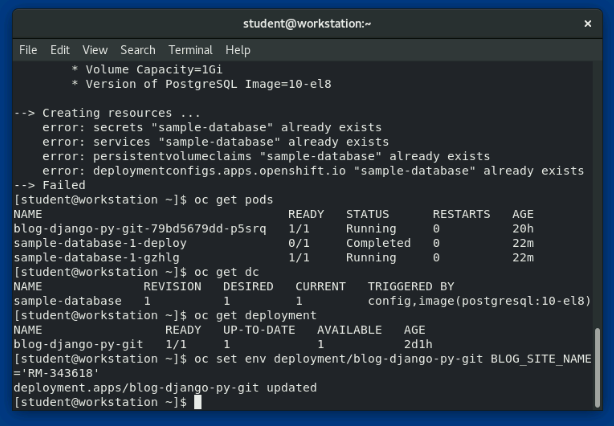 student@workstation:~ ×
File Edit View Search Terminal Help
* Volume Capacity=1Gi
* Version of PostgreSQL Image=10-el8
--> Creating resources ...
error: secrets "sample-database" already exists
error: services "sample-database" already exists
error: persistentvolumeclaims "sample-database" already exists
error: deploymentconfigs.apps.openshift.io "sample-database" already exists
--> Failed
[student@workstation ~]$ oc get pods
NAME READY STATUS RESTARTS AGE
blog-django-py-git-79bd5679dd-p5srq 1/1 Running 0 20h
sample-database-1-deploy 0/1 Completed 0 22m
sample-database-1-gzhlg 1/1 Running 0 22m
[student@workstation ~]$ oc get dc
NAME REVISION DESIRED CURRENT TRIGGERED BY
sample-database 1 1 1 config,image(postgresql:10-el8)
[student@workstation ~]$ oc get deployment
NAME READY UP-TO-DATE AVAILABLE AGE
blog-django-py-git 1/1 1 1 2d1h
[student@workstation ~]$ oc set env deployment/blog-django-py-git BLOG_SITE_NAME
='RM-343618'
deployment.apps/blog-django-py-git updated
[student@workstation ~]$